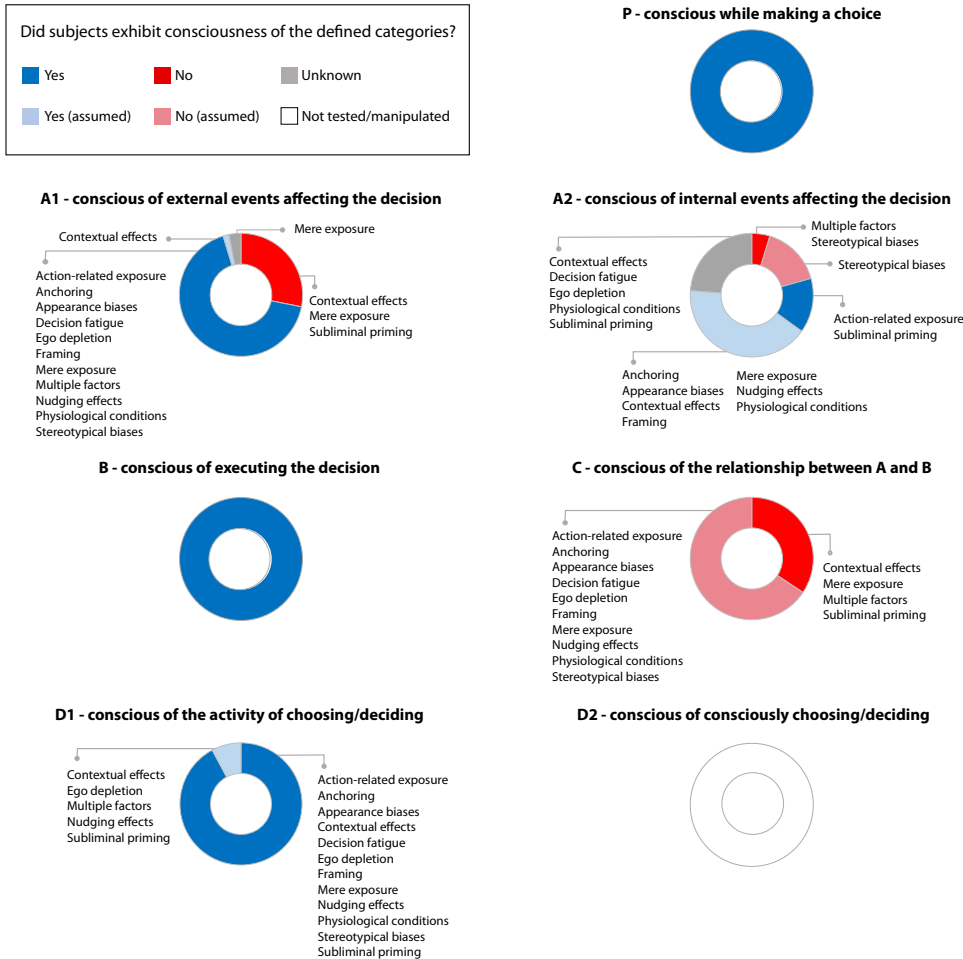 Did subjects exhibit consciousness of the defined categories?
Yes
No
Unknown
Yes (assumed)
No (assumed)
Not tested/manipulated
P - conscious while making a choice
A1 - conscious of external events affecting the decision
Contextual effects
Mere exposure
Action-related exposure
Anchoring
Appearance biases
Decision fatigue
Ego depletion
Framing
Mere exposure
Multiple factors
Nudging effects
Physiological conditions
Stereotypical biases
Contextual effects
Mere exposure
Subliminal priming
A2 - conscious of internal events affecting the decision
Contextual effects
Decision fatigue
Ego depletion
Physiological conditions
Subliminal priming
Multiple factors
Stereotypical biases
Stereotypical biases
Action-related exposure
Subliminal priming
Anchoring
Appearance biases
Contextual effects
Framing
Mere exposure
Nudging effects
Physiological conditions
B - conscious of executing the decision
C - conscious of the relationship between A and B
Action-related exposure
Anchoring
Appearance biases
Decision fatigue
Ego depletion
Framing
Mere exposure
Nudging effects
Physiological conditions
Stereotypical biases
Contextual effects
Mere exposure
Multiple factors
Subliminal priming
D1 - conscious of the activity of choosing/deciding
Contextual effects
Ego depletion
Multiple factors
Nudging effects
Subliminal priming
Action-related exposure
Anchoring
Appearance biases
Contextual effects
Decision fatigue
Ego depletion
Framing
Mere exposure
Nudging effects
Physiological conditions
Stereotypical biases
Subliminal priming
D2 - conscious of consciously choosing/deciding